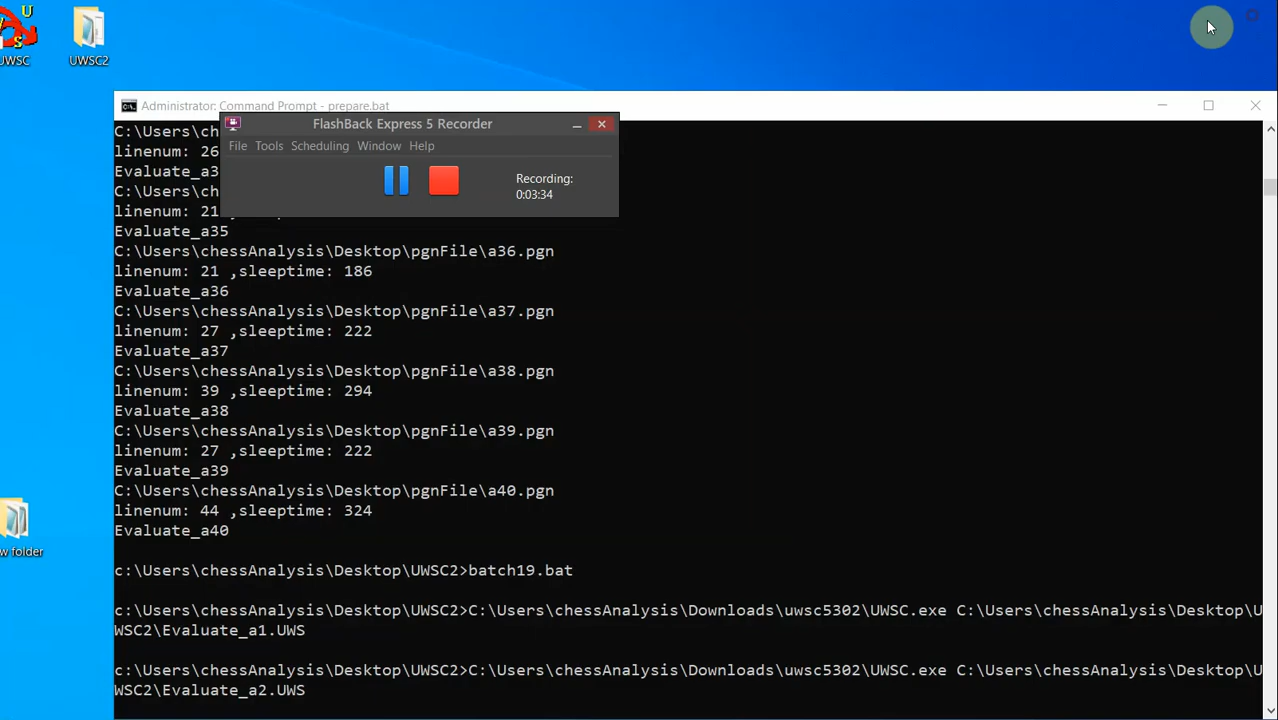 U
S
UWSC
UWSC2
Administrator: Command Prompt - prepare.bat
FlashBack Express 5 Recorder
File Tools Scheduling Window Help
Recording:
0:03:34
C:\Users\ches
linenum: 26
Evaluate_a3
C:\Users\ches
linenum: 21
Evaluate_a35
C:\Users\chessAnalysis\Desktop\pgnFile\a36.pgn
linenum: 21 ,sleeptime: 186
Evaluate_a36
C:\Users\chessAnalysis\Desktop\pgnFile\a37.pgn
linenum: 27 ,sleeptime: 222
Evaluate_a37
C:\Users\chessAnalysis\Desktop\pgnFile\a38.pgn
linenum: 39 ,sleeptime: 294
Evaluate_a38
C:\Users\chessAnalysis\Desktop\pgnFile\a39.pgn
linenum: 27 ,sleeptime: 222
Evaluate_a39
C:\Users\chessAnalysis\Desktop\pgnFile\a40.pgn
linenum: 44 ,sleeptime: 324
Evaluate_a40
w folder
c:\Users\chessAnalysis\Desktop\UWSC2>batch19.bat
c:\Users\chessAnalysis\Desktop\UWSC2>C:\Users\chessAnalysis\Downloads\uwsc5302\UWSC.exe C:\Users\chessAnalysis\Desktop\U
WSC2\Evaluate_a1.UWS
c:\Users\chessAnalysis\Desktop\UWSC2>C:\Users\chessAnalysis\Downloads\uwsc5302\UWSC.exe C:\Users\chessAnalysis\Desktop\U
WSC2\Evaluate_a2.UWS